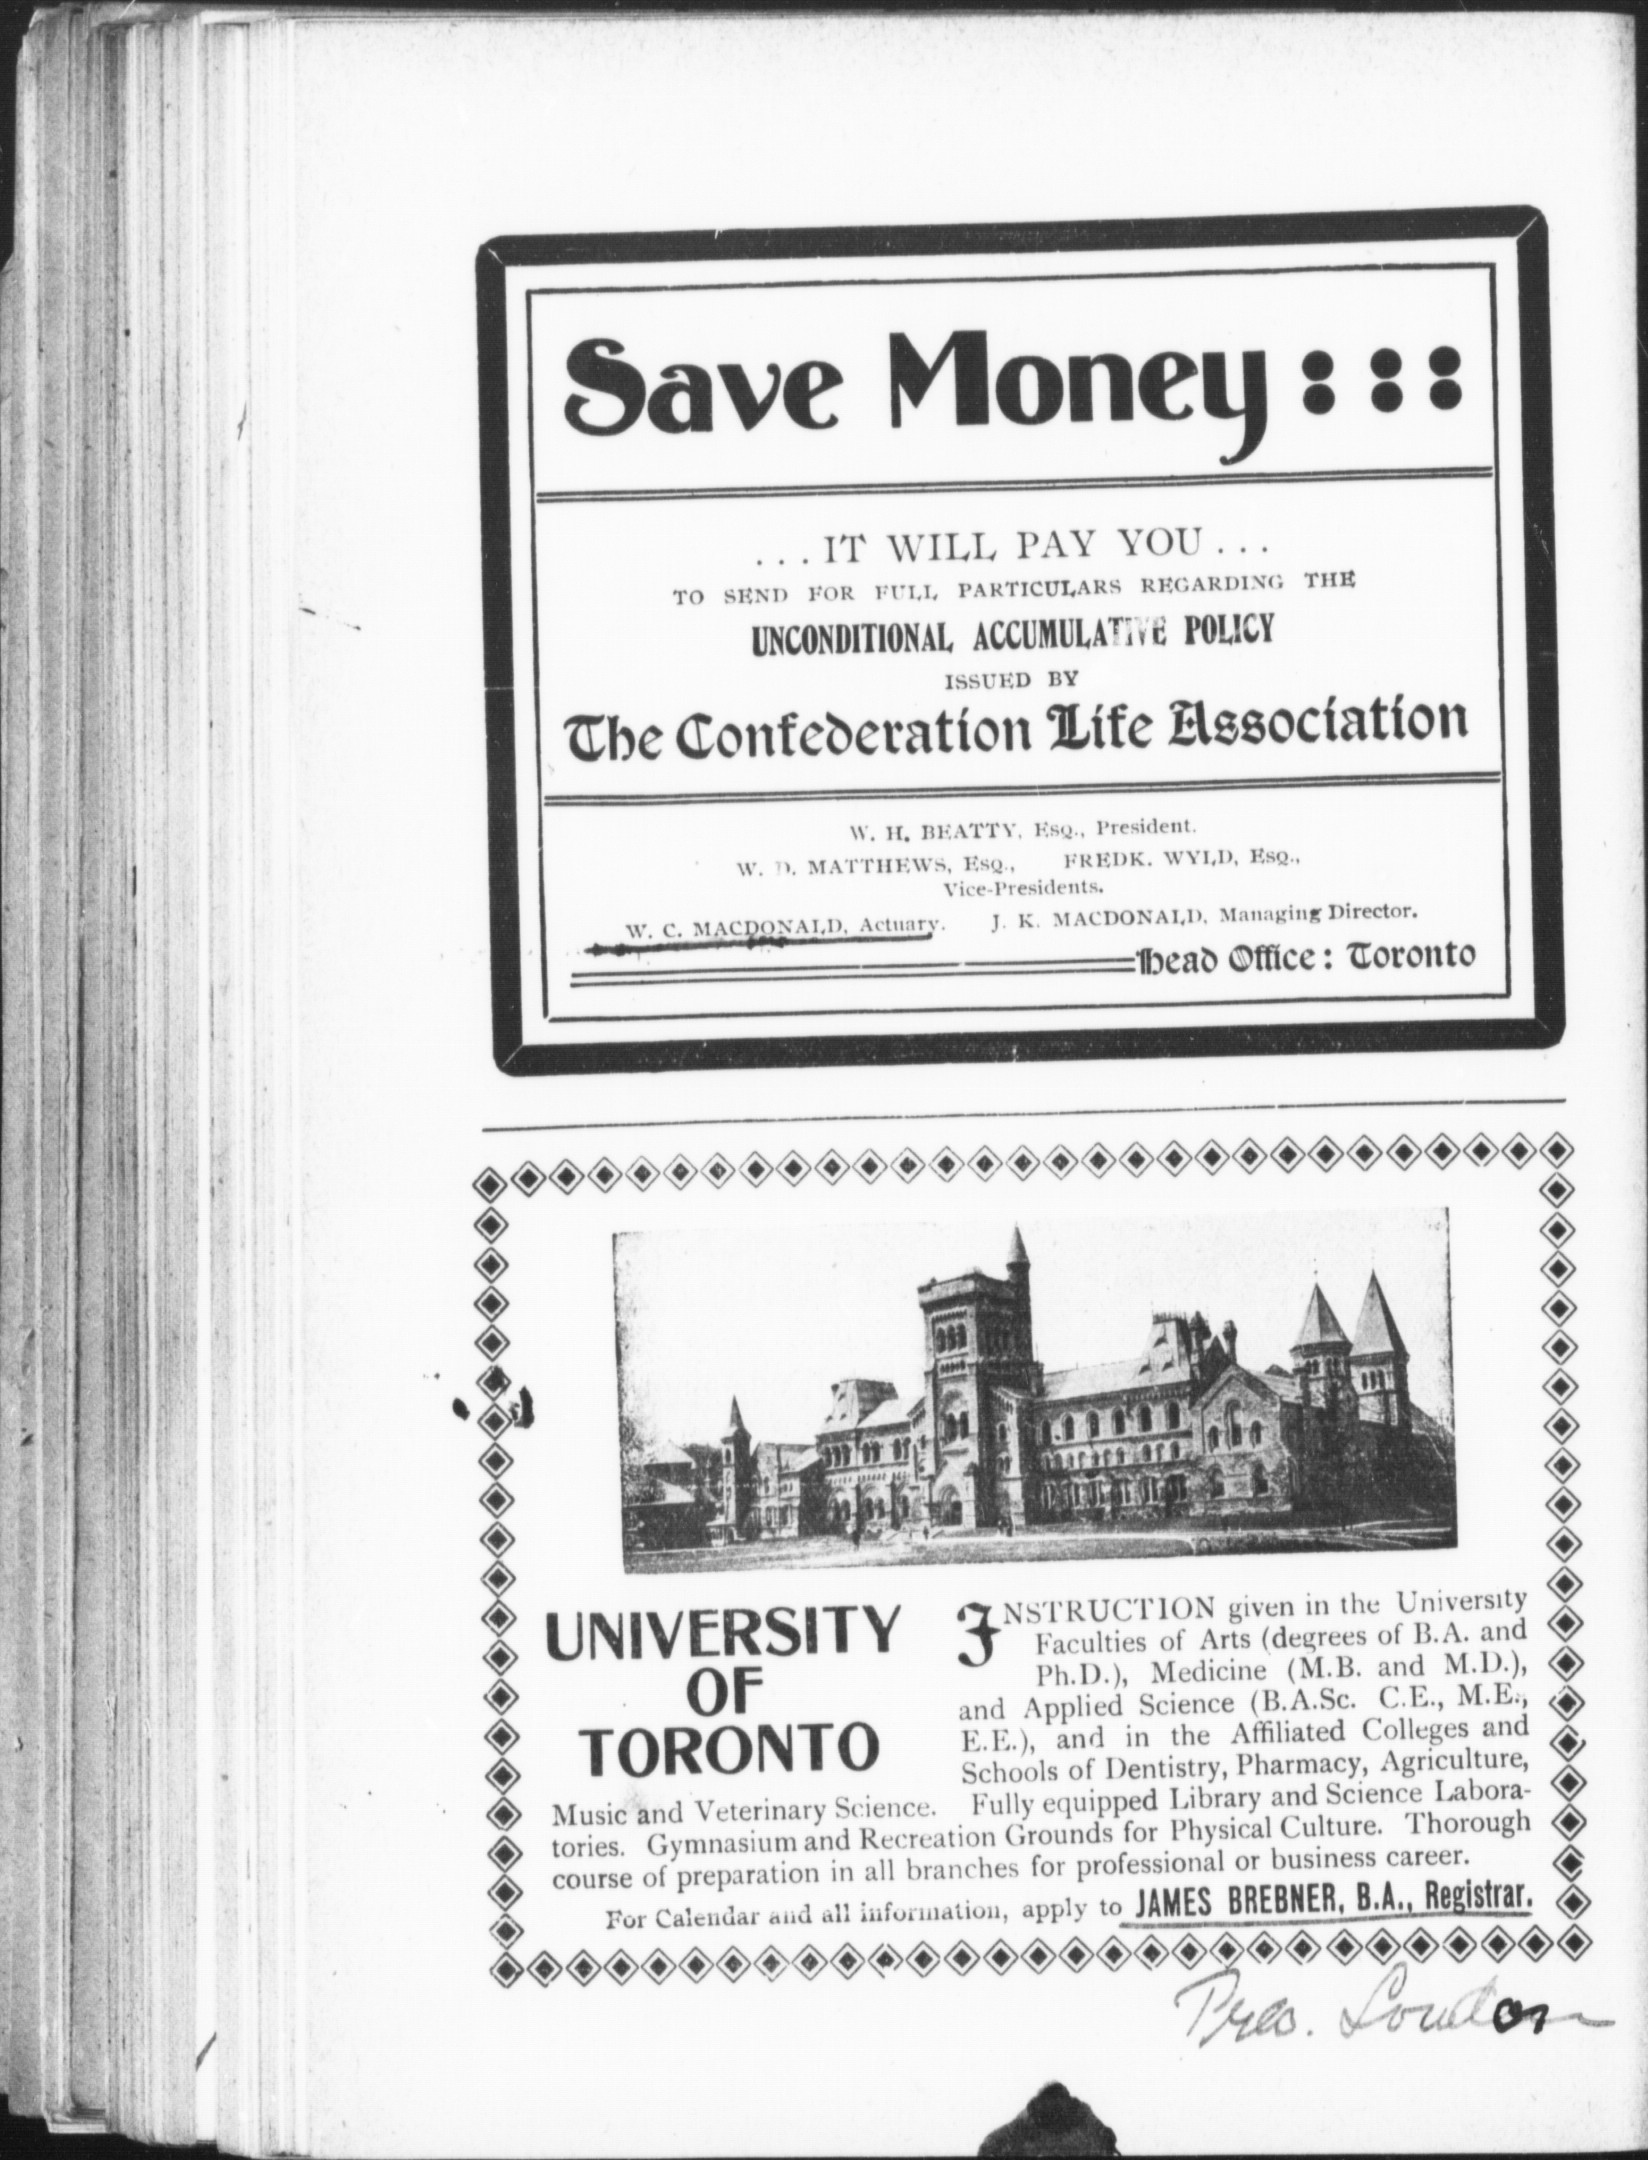 Save Money : : :
... IT WILL PAY YOU ...
TO SEND FOR FULL PARTICULARS REGARDING THE
UNCONDITIONAL ACCUMULATIVE POLICY
ISSUED BY
The Confederation Life Association
W. H. BEATTY, Esq., President.
W. D. MATTHEWS, Esq., FREDK. WYLD, Esq.,
Vice-Presidents.
W. C. MACDONALD, Actuary. J. K. MACDONALD, Managing Director.
Head Office: Toronto
UNIVERSITY
OF
TORONTO
INSTRUCTION given in the University
Faculties of Arts (degrees of B.A. and
Ph.D.), Medicine (M.B. and M.D.),
and Applied Science (B.A.Sc. C.E., M.E.,
E.E.), and in the Affiliated Colleges and
Schools of Dentistry, Pharmacy, Agriculture,
Music and Veterinary Science. Fully equipped Library and Science Labora-
tories. Gymnasium and Recreation Grounds for Physical Culture. Thorough
course of preparation in all branches for professional or business career.
For Calendar and all information, apply to JAMES BREBNER, B.A., Registrar.
Pres. Loudon